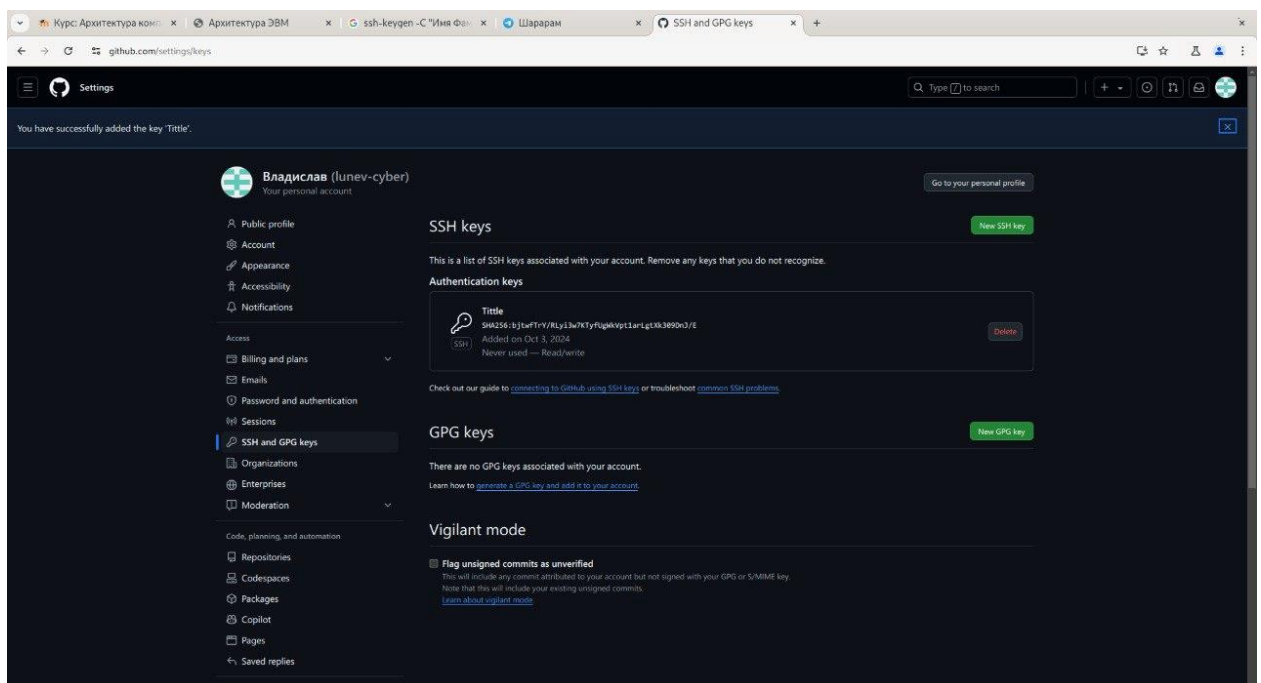 Курс: Архитектура комп
Архитектура ЭВМ
ssh-keygen -C "Имя Фам
Шарарам
SSH and GPG keys
github.com/settings/keys
Settings
Type / to search
You have successfully added the key 'Tittle'.
Владислав (lunev-cyber)
Your personal account
Go to your personal profile
Public profile
Account
Appearance
Accessibility
Notifications
Access
Billing and plans
Emails
Password and authentication
Sessions
SSH and GPG keys
Organizations
Enterprises
Moderation
Code, planning, and automation
Repositories
Codespaces
Packages
Copilot
Pages
Saved replies
SSH keys
New SSH key
This is a list of SSH keys associated with your account. Remove any keys that you do not recognize.
Authentication keys
Tittle
SSH
Added on Oct 3, 2024
Never used — Read/write
Delete
Check out our guide to connecting to GitHub using SSH keys or troubleshoot common SSH problems.
GPG keys
New GPG key
There are no GPG keys associated with your account.
Learn how to generate a GPG key and add it to your account.
Vigilant mode
Flag unsigned commits as unverified
This will include any commit attributed to your account but not signed with your GPG or S/MIME key.
Note that this will include your existing unsigned commits.
Learn about vigilant mode